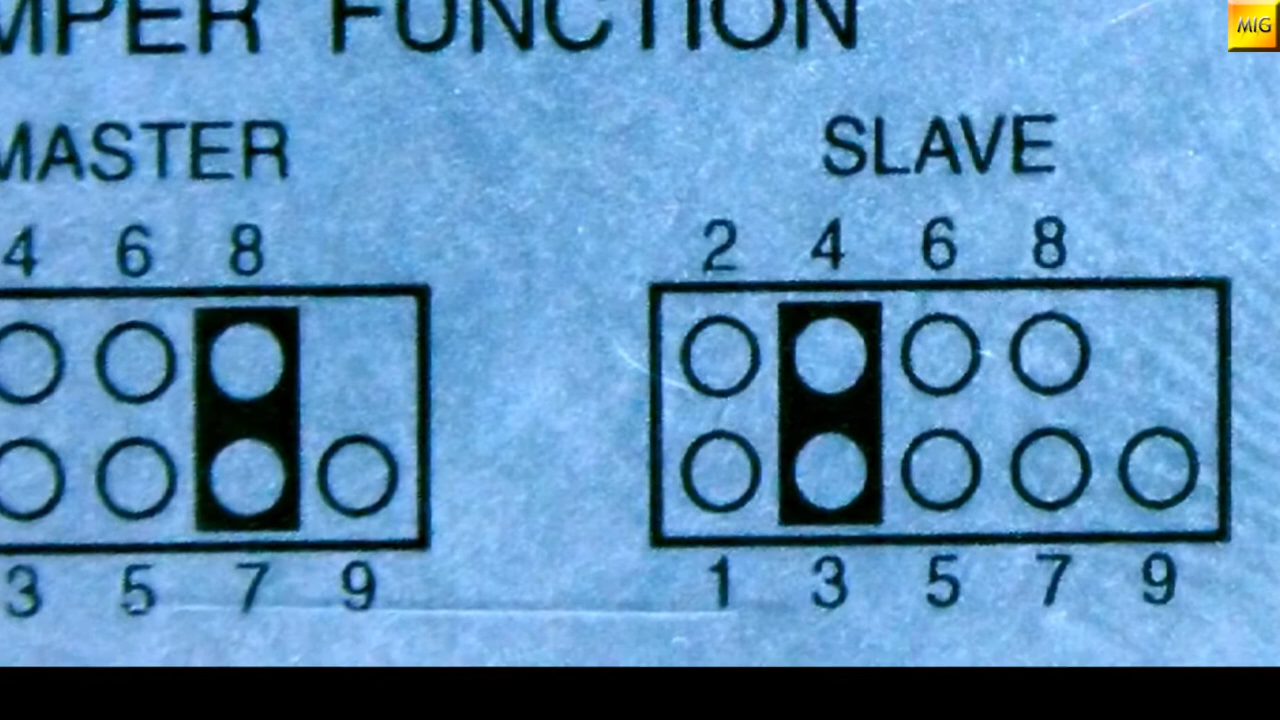 MPER FUNCTION
MASTER SLAVE
4 6 8 2 4 6 8
3 5 7 9 1 3 5 7 9
MIG